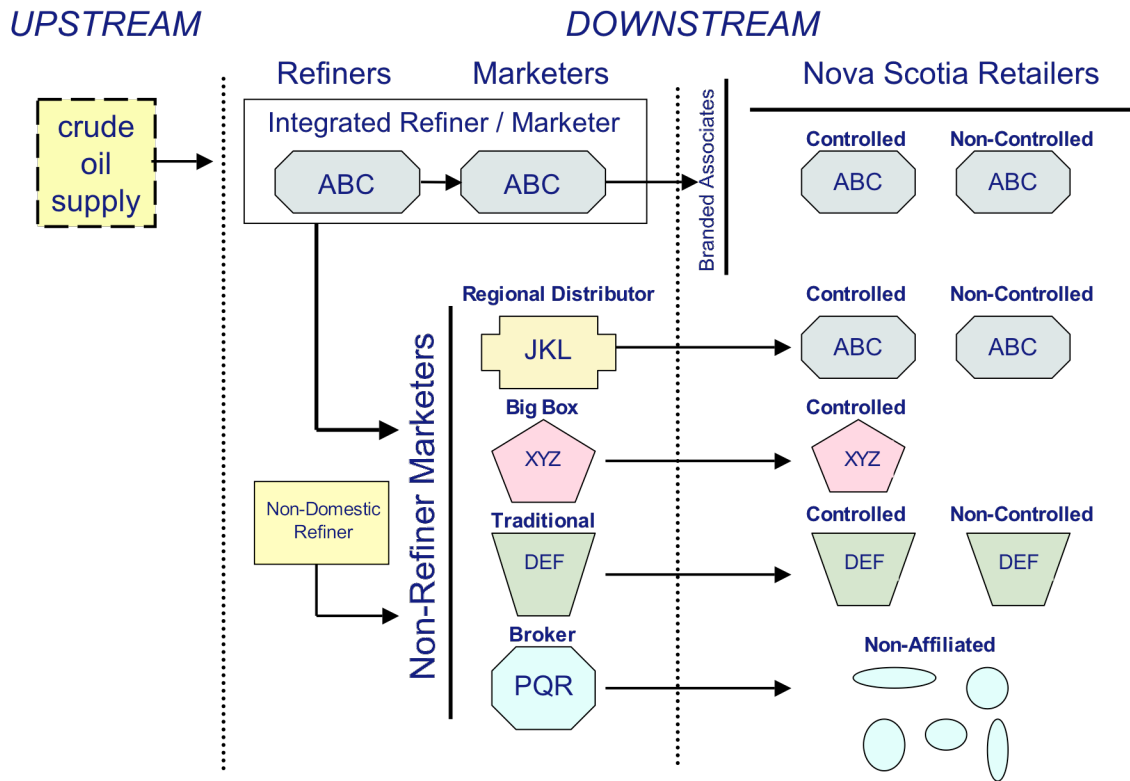 UPSTREAM
DOWNSTREAM
Refiners
Marketers
Nova Scotia Retailers
crude
oil
supply
Integrated Refiner / Marketer
ABC
ABC
Branded Associates
Controlled
Non-Controlled
ABC
ABC
Regional Distributor
Controlled
Non-Controlled
JKL
ABC
ABC
Non-Refiner Marketers
Big Box
Controlled
XYZ
XYZ
Non-Domestic
Refiner
Traditional
Controlled
Non-Controlled
DEF
DEF
DEF
Broker
Non-Affiliated
PQR